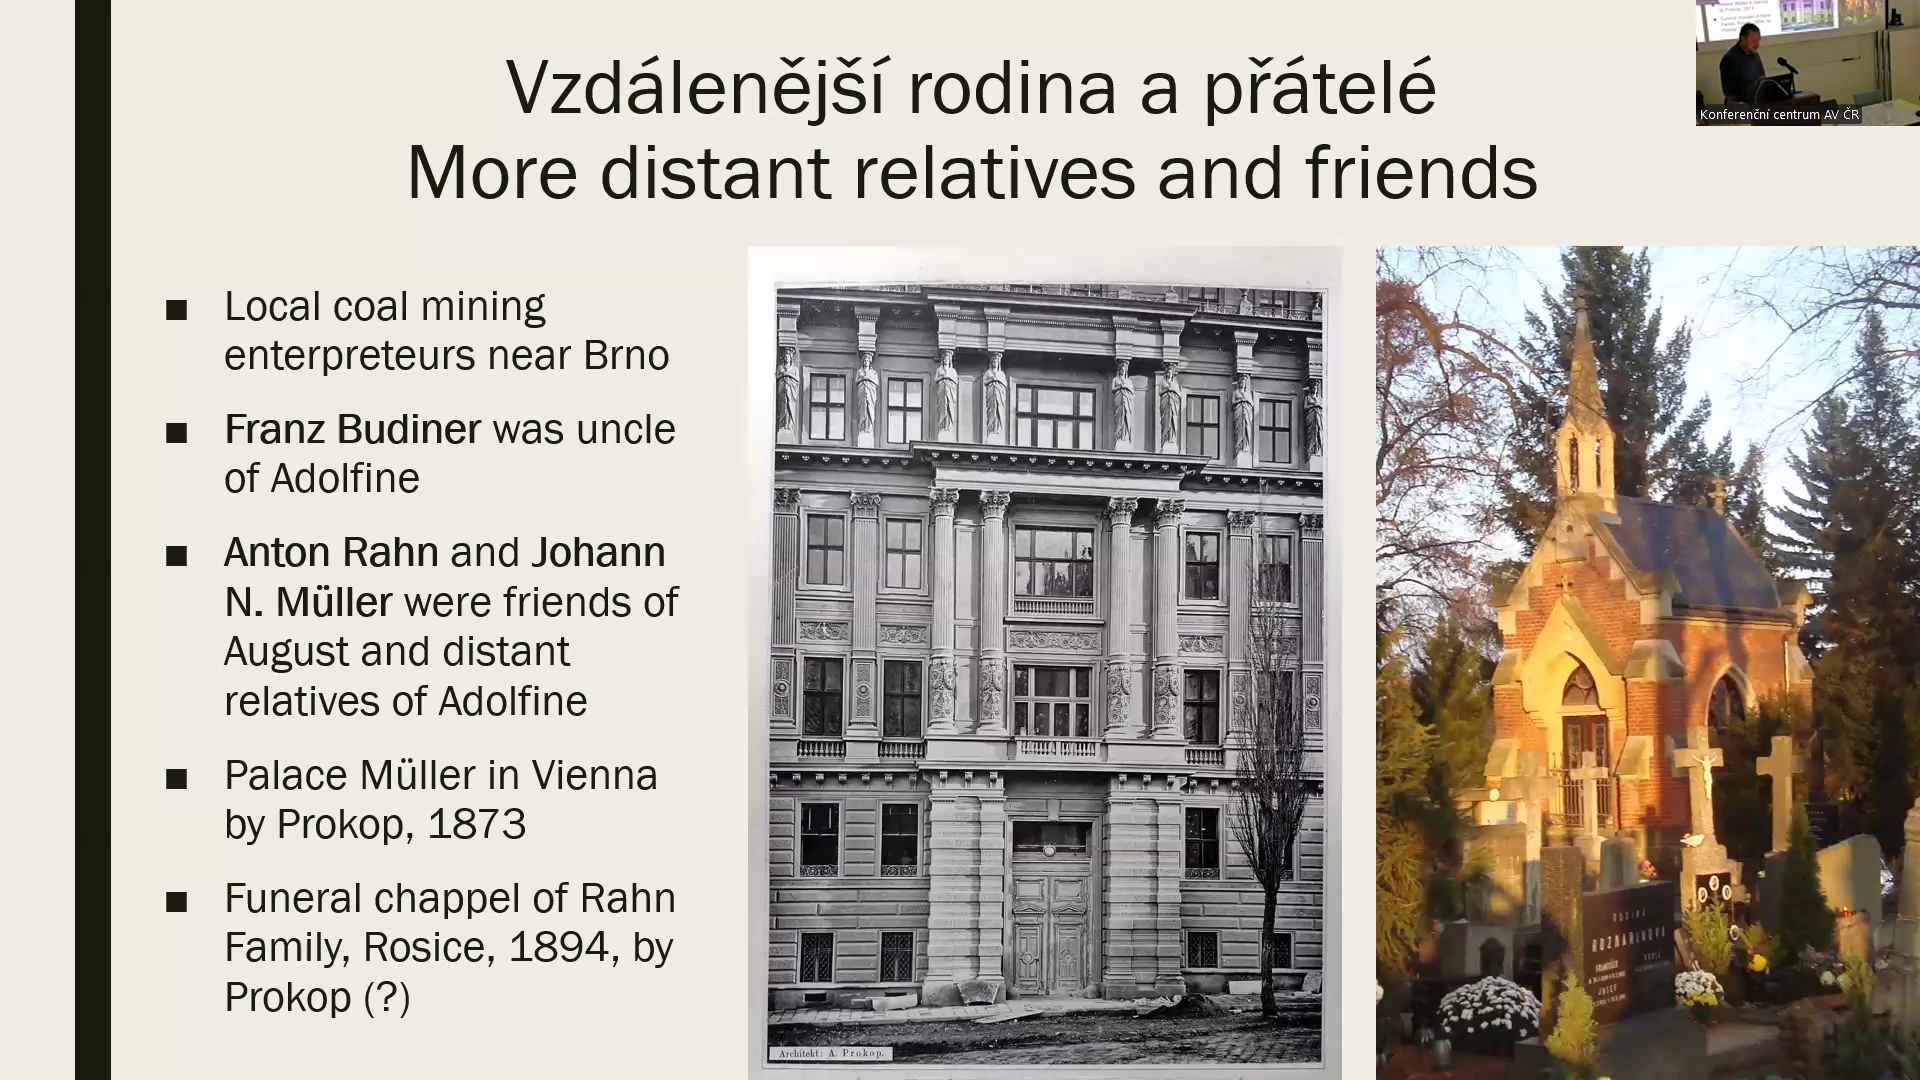 Vzdálenější rodina a přátelé
More distant relatives and friends
Konferenční centrum AV ČR
■ Local coal mining
enterpreteurs near Brno
■ Franz Budiner was uncle
of Adolfine
■ Anton Rahn and Johann
N. Müller were friends of
August and distant
relatives of Adolfine
■ Palace Müller in Vienna
by Prokop, 1873
■ Funeral chappel of Rahn
Family, Rosice, 1894, by
Prokop (?)
Architekt: A. Prokop.